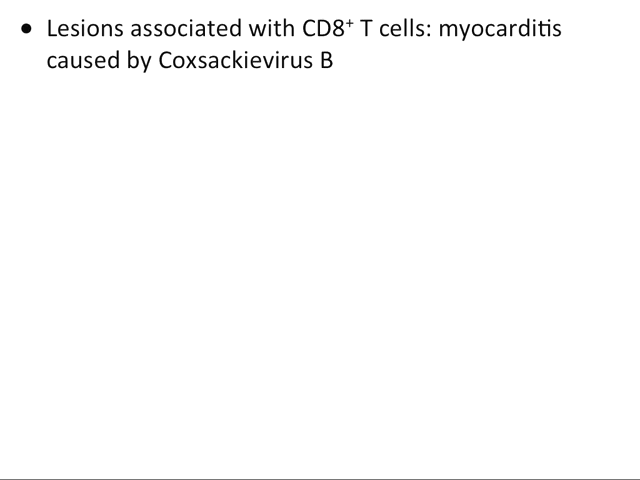 ● Lesions associated with CD8⁺ T cells: myocarditis
caused by Coxsackievirus B